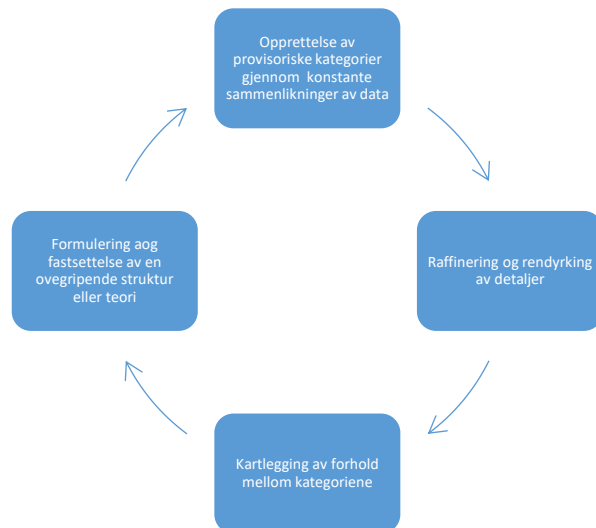 Opprettelse av
provisoriske kategorier
gjennom konstante
sammenlikninger av data
Raffinering og rendyrking
av detaljer
Kartlegging av forhold
mellom kategoriene
Formulering aog
fastsettelse av en
ovegripende struktur
eller teori